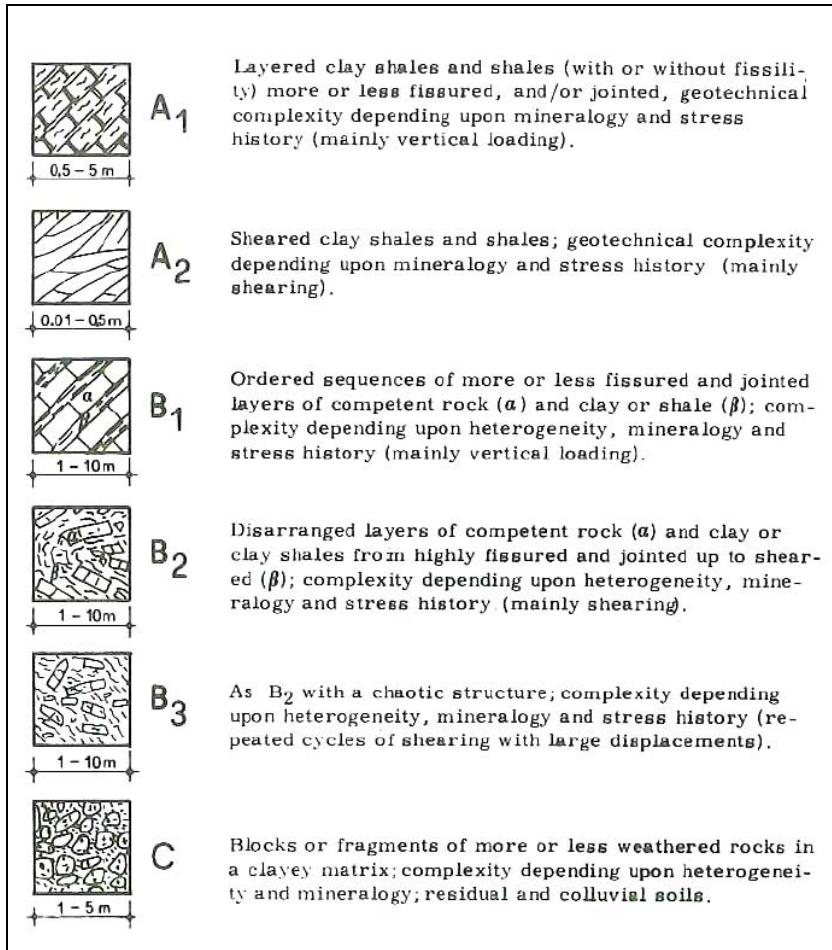 A1
Layered clay shales and shales (with or without fissili-
ty) more or less fissured, and/or jointed, geotechnical
complexity depending upon mineralogy and stress
history (mainly vertical loading).
0,5 – 5 m
A2
Sheared clay shales and shales; geotechnical complexity
depending upon mineralogy and stress history (mainly
shearing).
0.01 – 0,5 m
α
β
B1
Ordered sequences of more or less fissured and jointed
layers of competent rock (α) and clay or shale (β); com-
plexity depending upon heterogeneity, mineralogy and
stress history (mainly vertical loading).
1 – 10m
α
β
B2
Disarranged layers of competent rock (α) and clay or
clay shales from highly fissured and jointed up to shear-
ed (β); complexity depending upon heterogeneity, mine-
ralogy and stress history (mainly shearing).
1 – 10m
B3
As B2 with a chaotic structure; complexity depending
upon heterogeneity, mineralogy and stress history (re-
peated cycles of shearing with large displacements).
1 – 10m
C
Blocks or fragments of more or less weathered rocks in
a clayey matrix; complexity depending upon heterogenei-
ty and mineralogy; residual and colluvial soils.
1 – 5 m